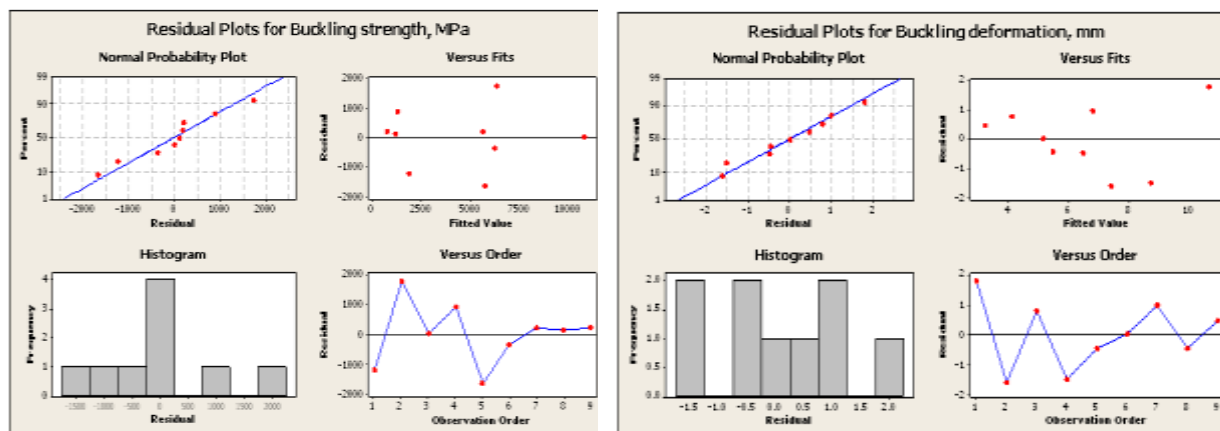 Residual Plots for Buckling strength, MPa
Normal Probability Plot
Versus Fits
99
90
50
10
1
Percent
-2000 -1000 0 1000 2000
Residual
2000
1000
0
-1000
-2000
Residual
0 2500 5000 7500 10000
Fitted Value
Histogram
Versus Order
4
3
2
1
0
Frequency
-1500 -1000 -500 0 500 1000 1500 2000
Residual
2000
1000
0
-1000
-2000
Residual
1 2 3 4 5 6 7 8 9
Observation Order
Residual Plots for Buckling deformation, mm
Normal Probability Plot
Versus Fits
99
90
50
10
1
Percent
-2 -1 0 1 2
Residual
2
1
0
-1
-2
Residual
4 6 8 10
Fitted Value
Histogram
Versus Order
2.0
1.5
1.0
0.5
0.0
Frequency
-1.5 -1.0 -0.5 0.0 0.5 1.0 1.5 2.0
Residual
2
1
0
-1
-2
Residual
1 2 3 4 5 6 7 8 9
Observation Order